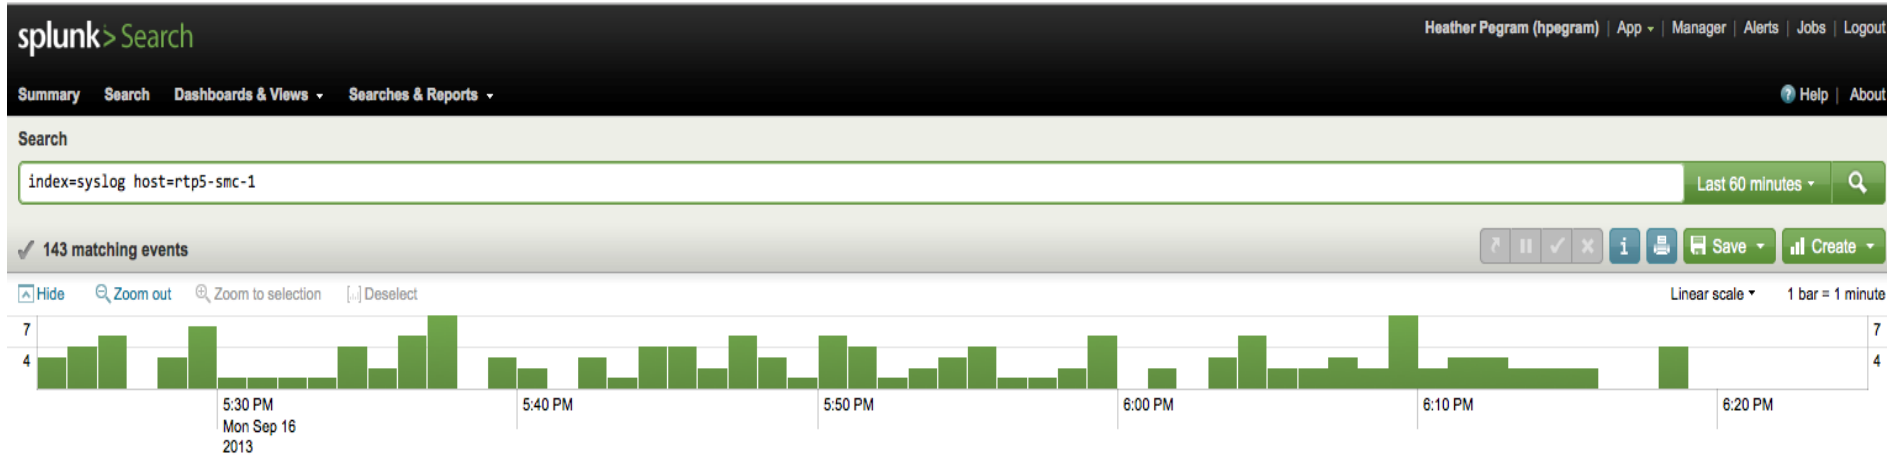 splunk>Search
Heather Pegram (hpegram) | App | Manager | Alerts | Jobs | Logout
Summary Search Dashboards & Views Searches & Reports
Help | About
Search
index=syslog host=rtp5-smc-1
Last 60 minutes
143 matching events
i Save Create
Hide Zoom out Zoom to selection Deselect
Linear scale 1 bar = 1 minute
7 7
4 4
5:30 PM 5:40 PM 5:50 PM 6:00 PM 6:10 PM 6:20 PM
Mon Sep 16
2013